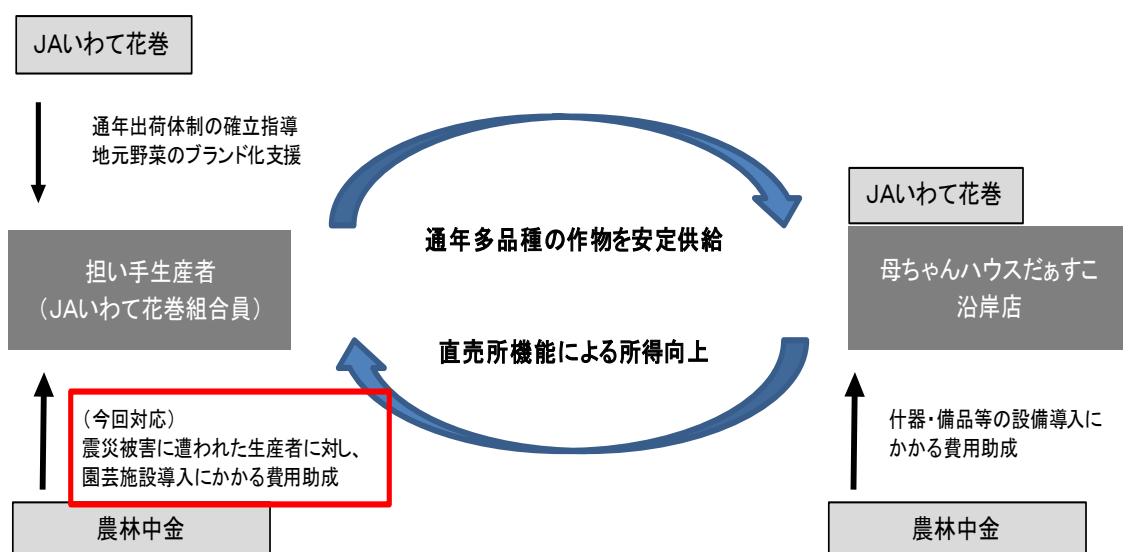 JAいわて花巻
通年出荷体制の確立指導
地元野菜のブランド化支援
JAいわて花巻
通年多品種の作物を安定供給
担い手生産者
（JAいわて花巻組合員）
母ちゃんハウスだぁすこ
沿岸店
直売所機能による所得向上
（今回対応）
震災被害に遭われた生産者に対し、
園芸施設導入にかかる費用助成
什器・備品等の設備導入に
かかる費用助成
農林中金
農林中金